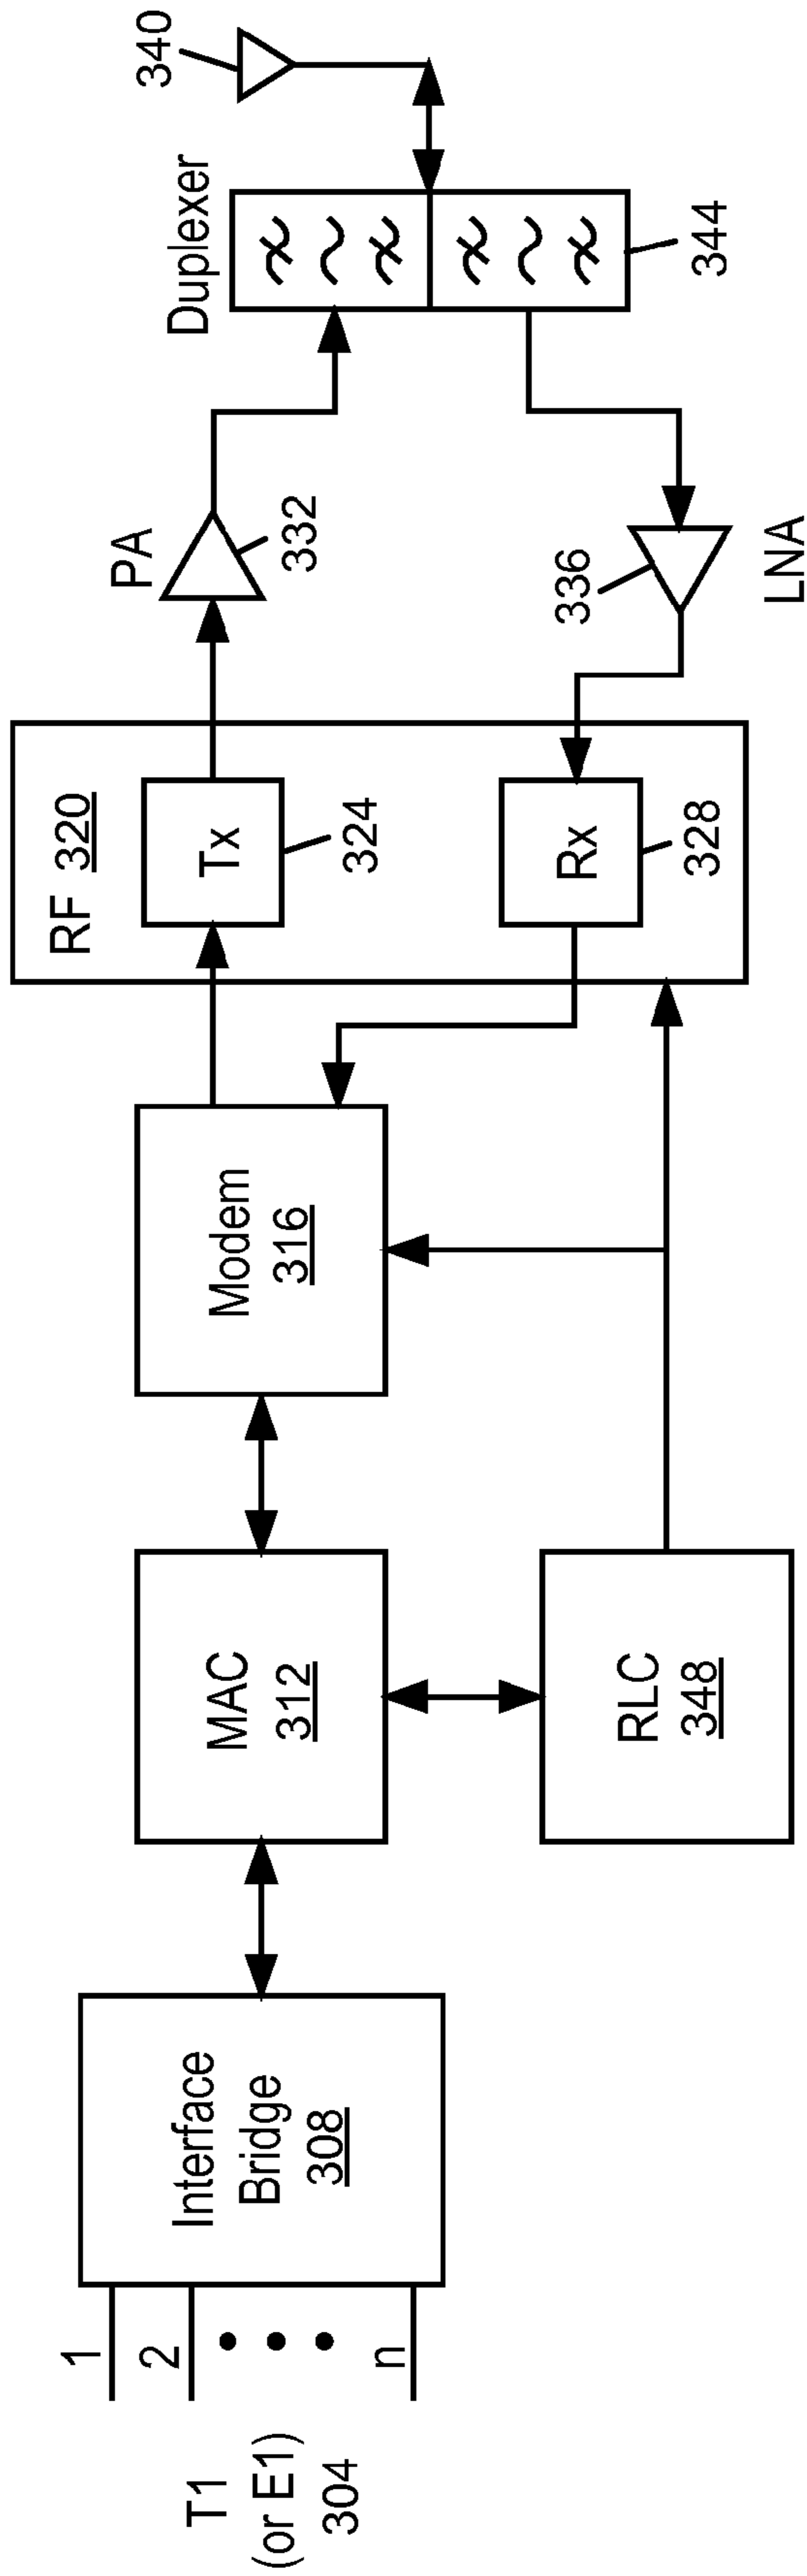 T1
(or E1)
304
1
2
n
Interface
Bridge
308
MAC
312
RLC
348
Modem
316
RF 320
Tx
324
Rx
328
PA
332
336
LNA
Duplexer
344
340